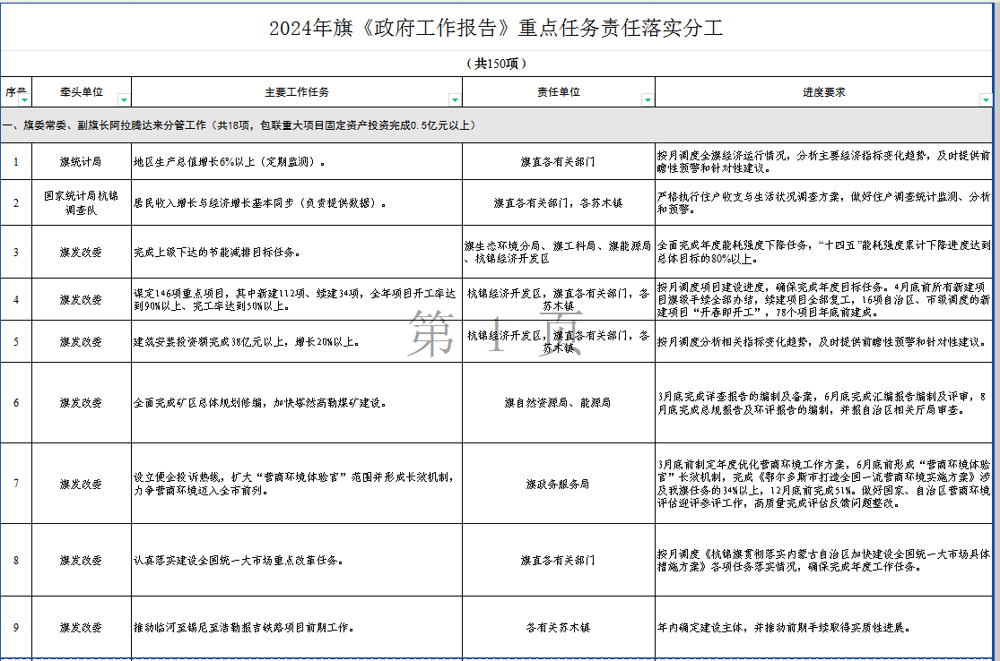 2024年旗《政府工作报告》重点任务责任落实分工
（共150项）
序号 牵头单位 主要工作任务 责任单位 进度要求
一、旗委常委、副旗长阿拉腾达来分管工作（共18项，包联重大项目固定资产投资完成0.5亿元以上）
1 旗统计局 地区生产总值增长6%以上（定期监测）。 旗直各有关部门 按月调度全旗经济运行情况，分析主要经济指标变化趋势，及时提供前
瞻性预警和针对性建议。
2 国家统计局杭锦
调查队 居民收入增长与经济增长基本同步（负责提供数据）。 旗直各有关部门，各苏木镇 严格执行住户收支与生活状况调查方案，做好住户调查统计监测、分析
和预警。
3 旗发改委 完成上级下达的节能减排目标任务。 旗生态环境分局、旗工科局、旗能源局
、杭锦经济开发区 全面完成年度能耗强度下降任务，“十四五”能耗强度累计下降进度达到
总体目标的80%以上。
4 旗发改委 谋定146项重点项目，其中新建112项、续建34项，全年项目开工率达
到90%以上、完工率达到50%以上。 杭锦经济开发区，旗直各有关部门，各
苏木镇 按月调度项目建设进度，确保完成年度目标任务。4月底前所有新建项
目旗级手续全部办结，续建项目全部复工，16项自治区、市级调度的新
建项目“开春即开工”，78个项目年底前建成。
5 旗发改委 建筑安装投资额完成38亿元以上，增长20%以上。 杭锦经济开发区，旗直各有关部门，各
苏木镇 按月调度分析相关指标变化趋势，及时提供前瞻性预警和针对性建议。
6 旗发改委 全面完成矿区总体规划修编，加快塔然高勒煤矿建设。 旗自然资源局、能源局 3月底完成详查报告的编制及备案，6月底完成汇编报告编制及评审，8
月底完成总规报告及环评报告的编制，并报自治区相关厅局审查。
7 旗发改委 设立便企投诉热线，扩大“营商环境体验官”范围并形成长效机制，
力争营商环境迈入全市前列。 旗政务服务局 3月底前制定年度优化营商环境工作方案，6月底前形成“营商环境体验
官”长效机制，完成《鄂尔多斯市打造全国一流营商环境实施方案》涉
及我旗任务的34%以上，12月底前完成51%。做好国家、自治区营商环境
评估迎评参评工作，高质量完成评估反馈问题整改。
8 旗发改委 认真落实建设全国统一大市场重点改革任务。 旗直各有关部门 按月调度《杭锦旗贯彻落实内蒙古自治区加快建设全国统一大市场具体
措施方案》各项任务落实情况，确保完成年度工作任务。
9 旗发改委 推动临河至锡尼至浩勒报吉铁路项目前期工作。 各有关苏木镇 年内确定建设主体，并推动前期手续取得实质性进展。
第 1 页